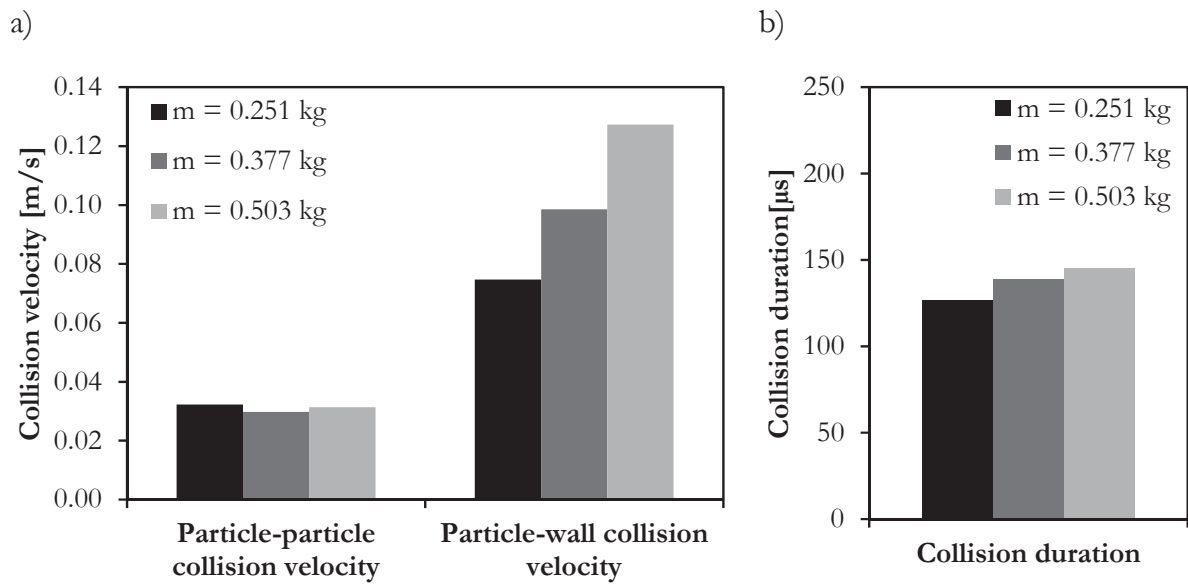 a)
0.14
0.12
0.10
0.08
0.06
0.04
0.02
0.00
Collision velocity [m/s]
m = 0.251 kg
m = 0.377 kg
m = 0.503 kg
Particle-particle
collision velocity
Particle-wall collision
velocity
b)
250
200
150
100
50
0
Collision duration[µs]
m = 0.251 kg
m = 0.377 kg
m = 0.503 kg
Collision duration